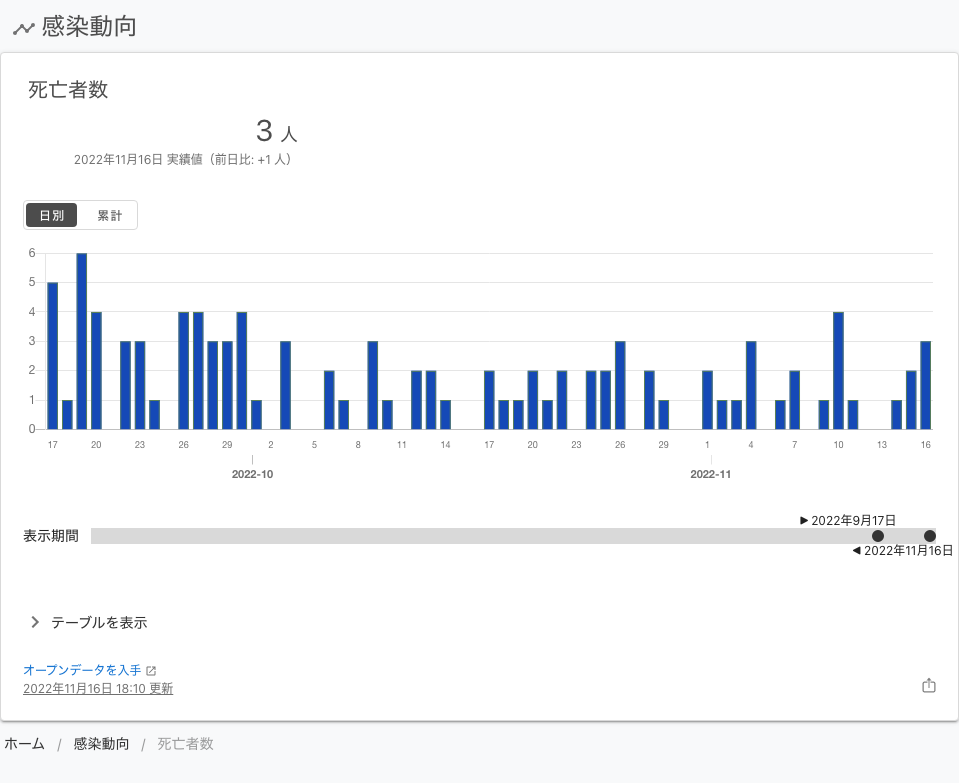 感染動向
死亡者数
3 人
2022年11月16日 実績値（前日比: +1 人）
日別 累計
6
5
4
3
2
1
0
17 20 23 26 29 2 5 8 11 14 17 20 23 26 29 1 4 7 10 13 16
2022-10 2022-11
2022年9月17日
表示期間
2022年11月16日
テーブルを表示
オープンデータを入手
2022年11月16日 18:10 更新
ホーム / 感染動向 / 死亡者数